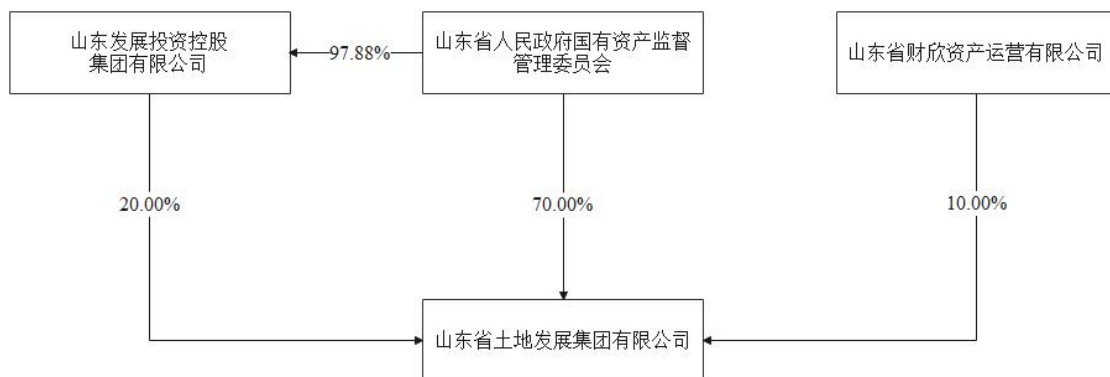 山东发展投资控股
集团有限公司
97.88%
山东省人民政府国有资产监督
管理委员会
山东省财欣资产运营有限公司
20.00%
70.00%
10.00%
山东省土地发展集团有限公司